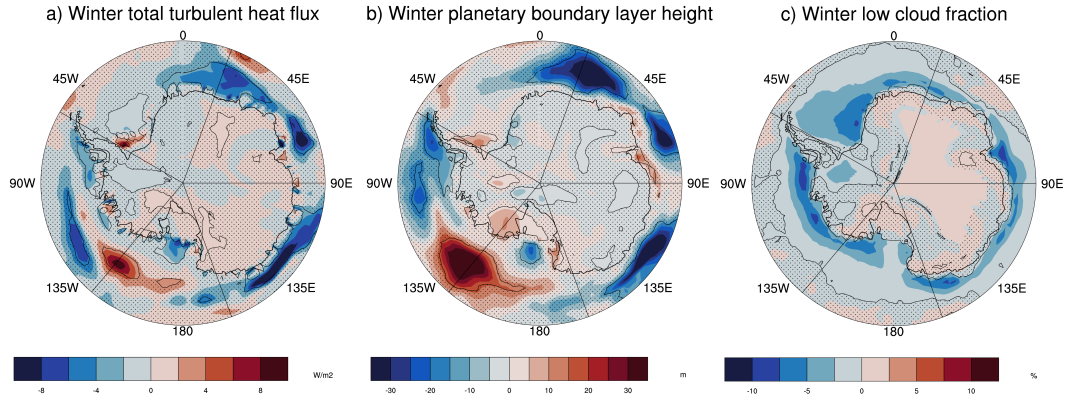 a) Winter total turbulent heat flux
0
45W
45E
90W
90E
135W
135E
180
-8
-4
0
4
8
W/m2
b) Winter planetary boundary layer height
0
45W
45E
90W
90E
135W
135E
180
-30
-20
-10
0
10
20
30
m
c) Winter low cloud fraction
0
45W
45E
90W
90E
135W
135E
180
-10
-5
0
5
10
%